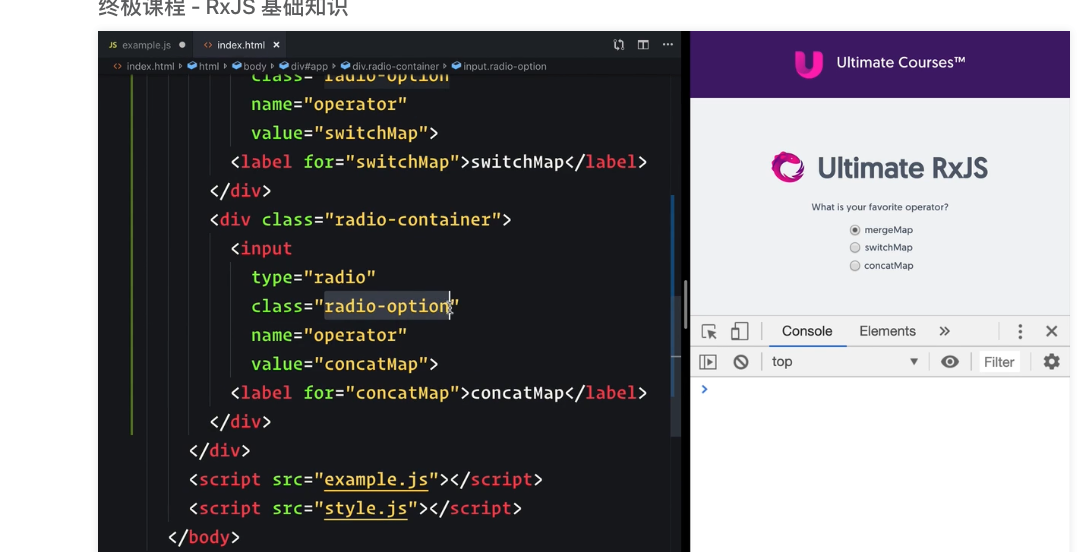 终极课程 - RxJS 基础知识
JS example.js ● <> index.html ×
<> index.html › html › body › div#app › div.radio-container › input.radio-option
class="radio-option
name="operator"
value="switchMap">
<label for="switchMap">switchMap</label>
</div>
<div class="radio-container">
<input
type="radio"
class="radio-option"
name="operator"
value="concatMap">
<label for="concatMap">concatMap</label>
</div>
</div>
<script src="example.js"></script>
<script src="style.js"></script>
</body>
Ultimate Courses™
Ultimate RxJS
What is your favorite operator?
mergeMap
switchMap
concatMap
Console Elements »
top Filter